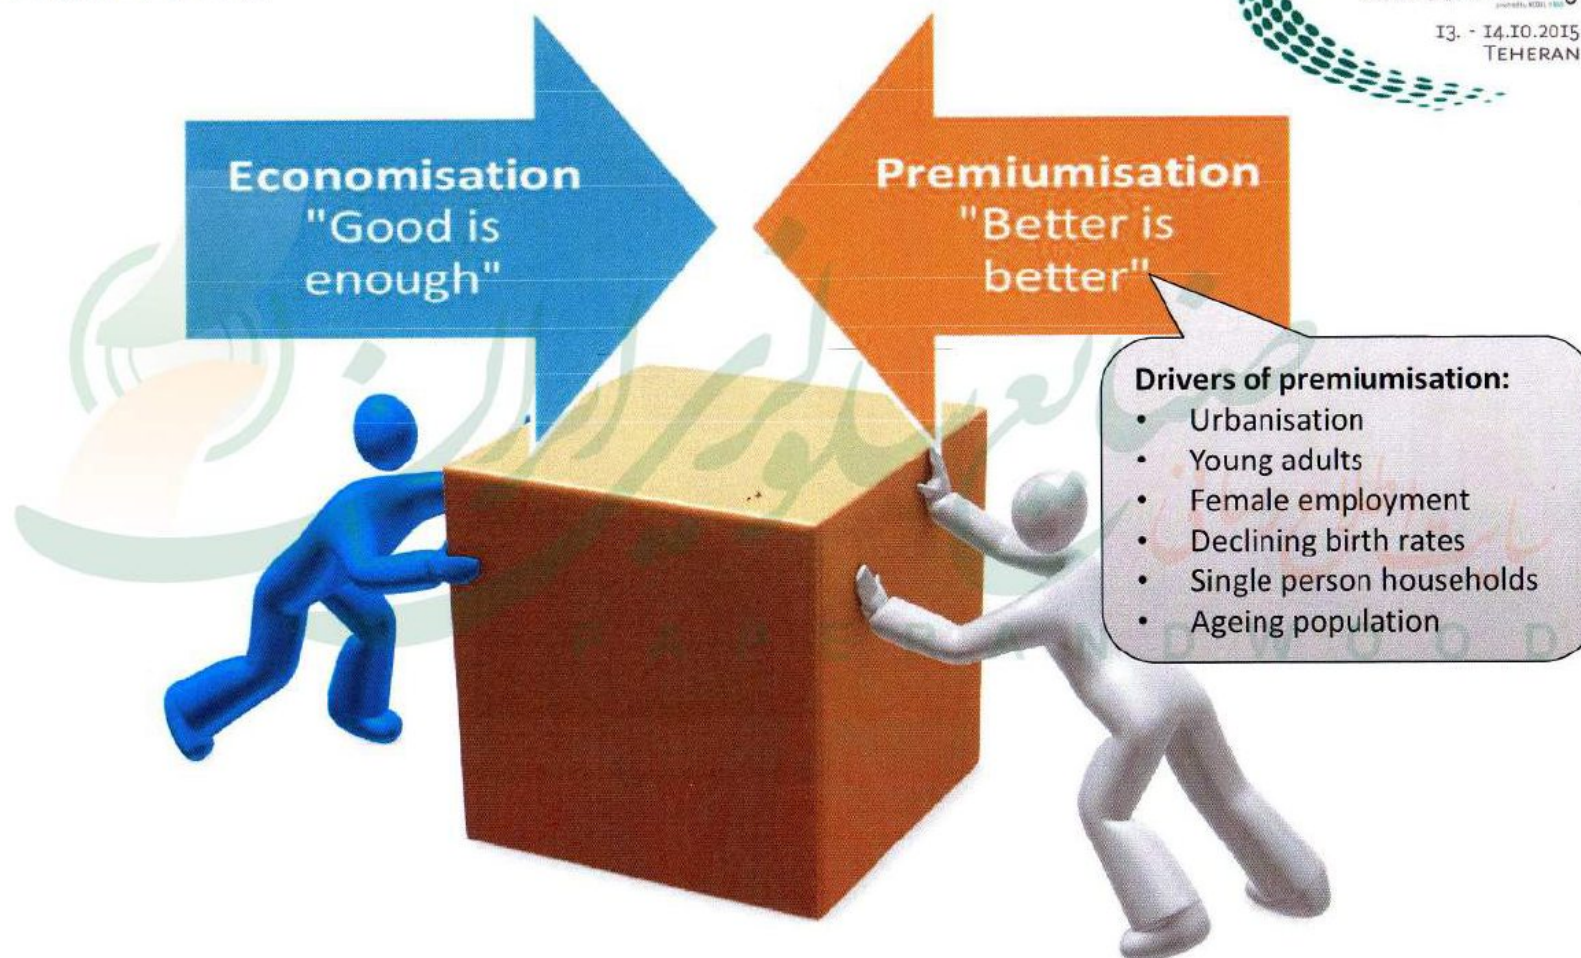 13. - 14.10.2015
TEHERAN
Economisation
"Good is
enough"
Premiumisation
"Better is
better"
Drivers of premiumisation:
• Urbanisation
• Young adults
• Female employment
• Declining birth rates
• Single person households
• Ageing population
PAPERANDWOOD